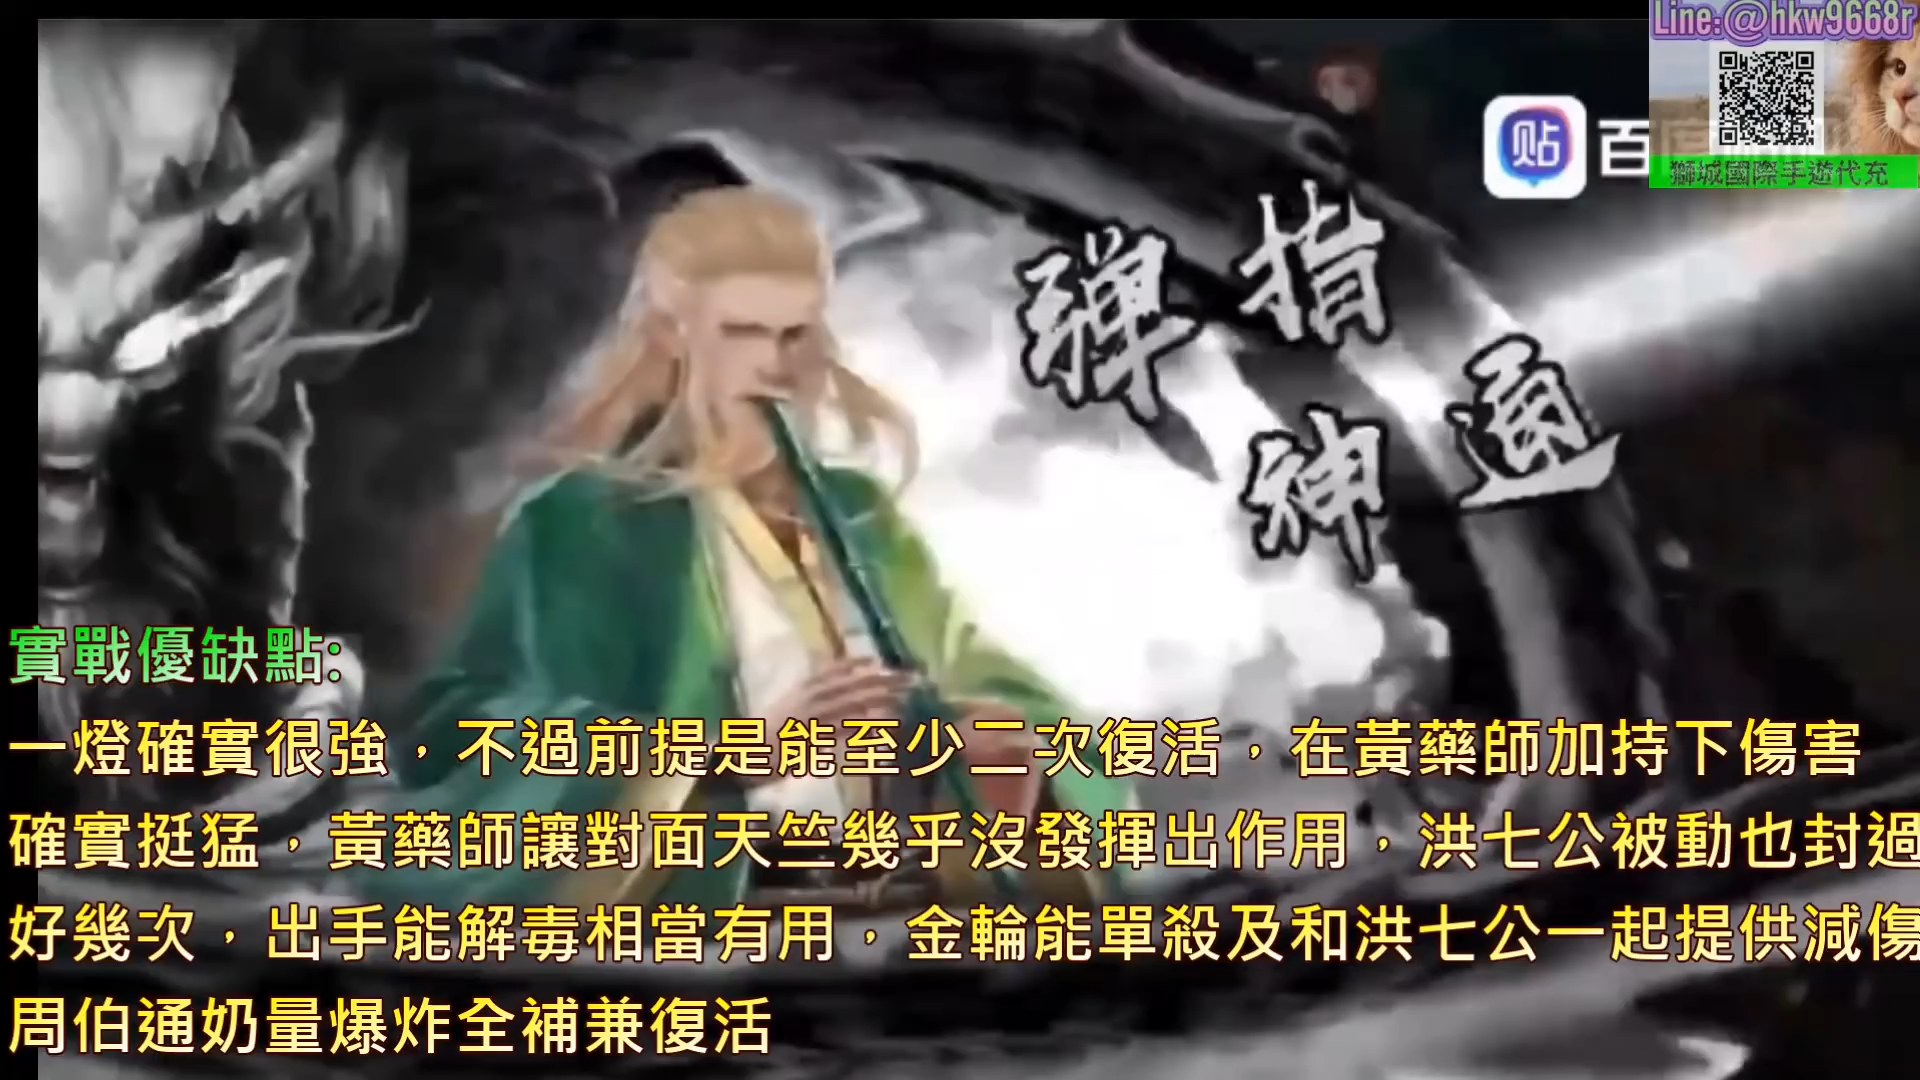 Line:@hkw9668r
贴 百
獅城國際手遊代充
彈指
神通
實戰優缺點:
一燈確實很強，不過前提是能至少二次復活，在黃藥師加持下傷害
確實挺猛，黃藥師讓對面天竺幾乎沒發揮出作用，洪七公被動也封過
好幾次，出手能解毒相當有用，金輪能單殺及和洪七公一起提供減傷
周伯通奶量爆炸全補兼復活